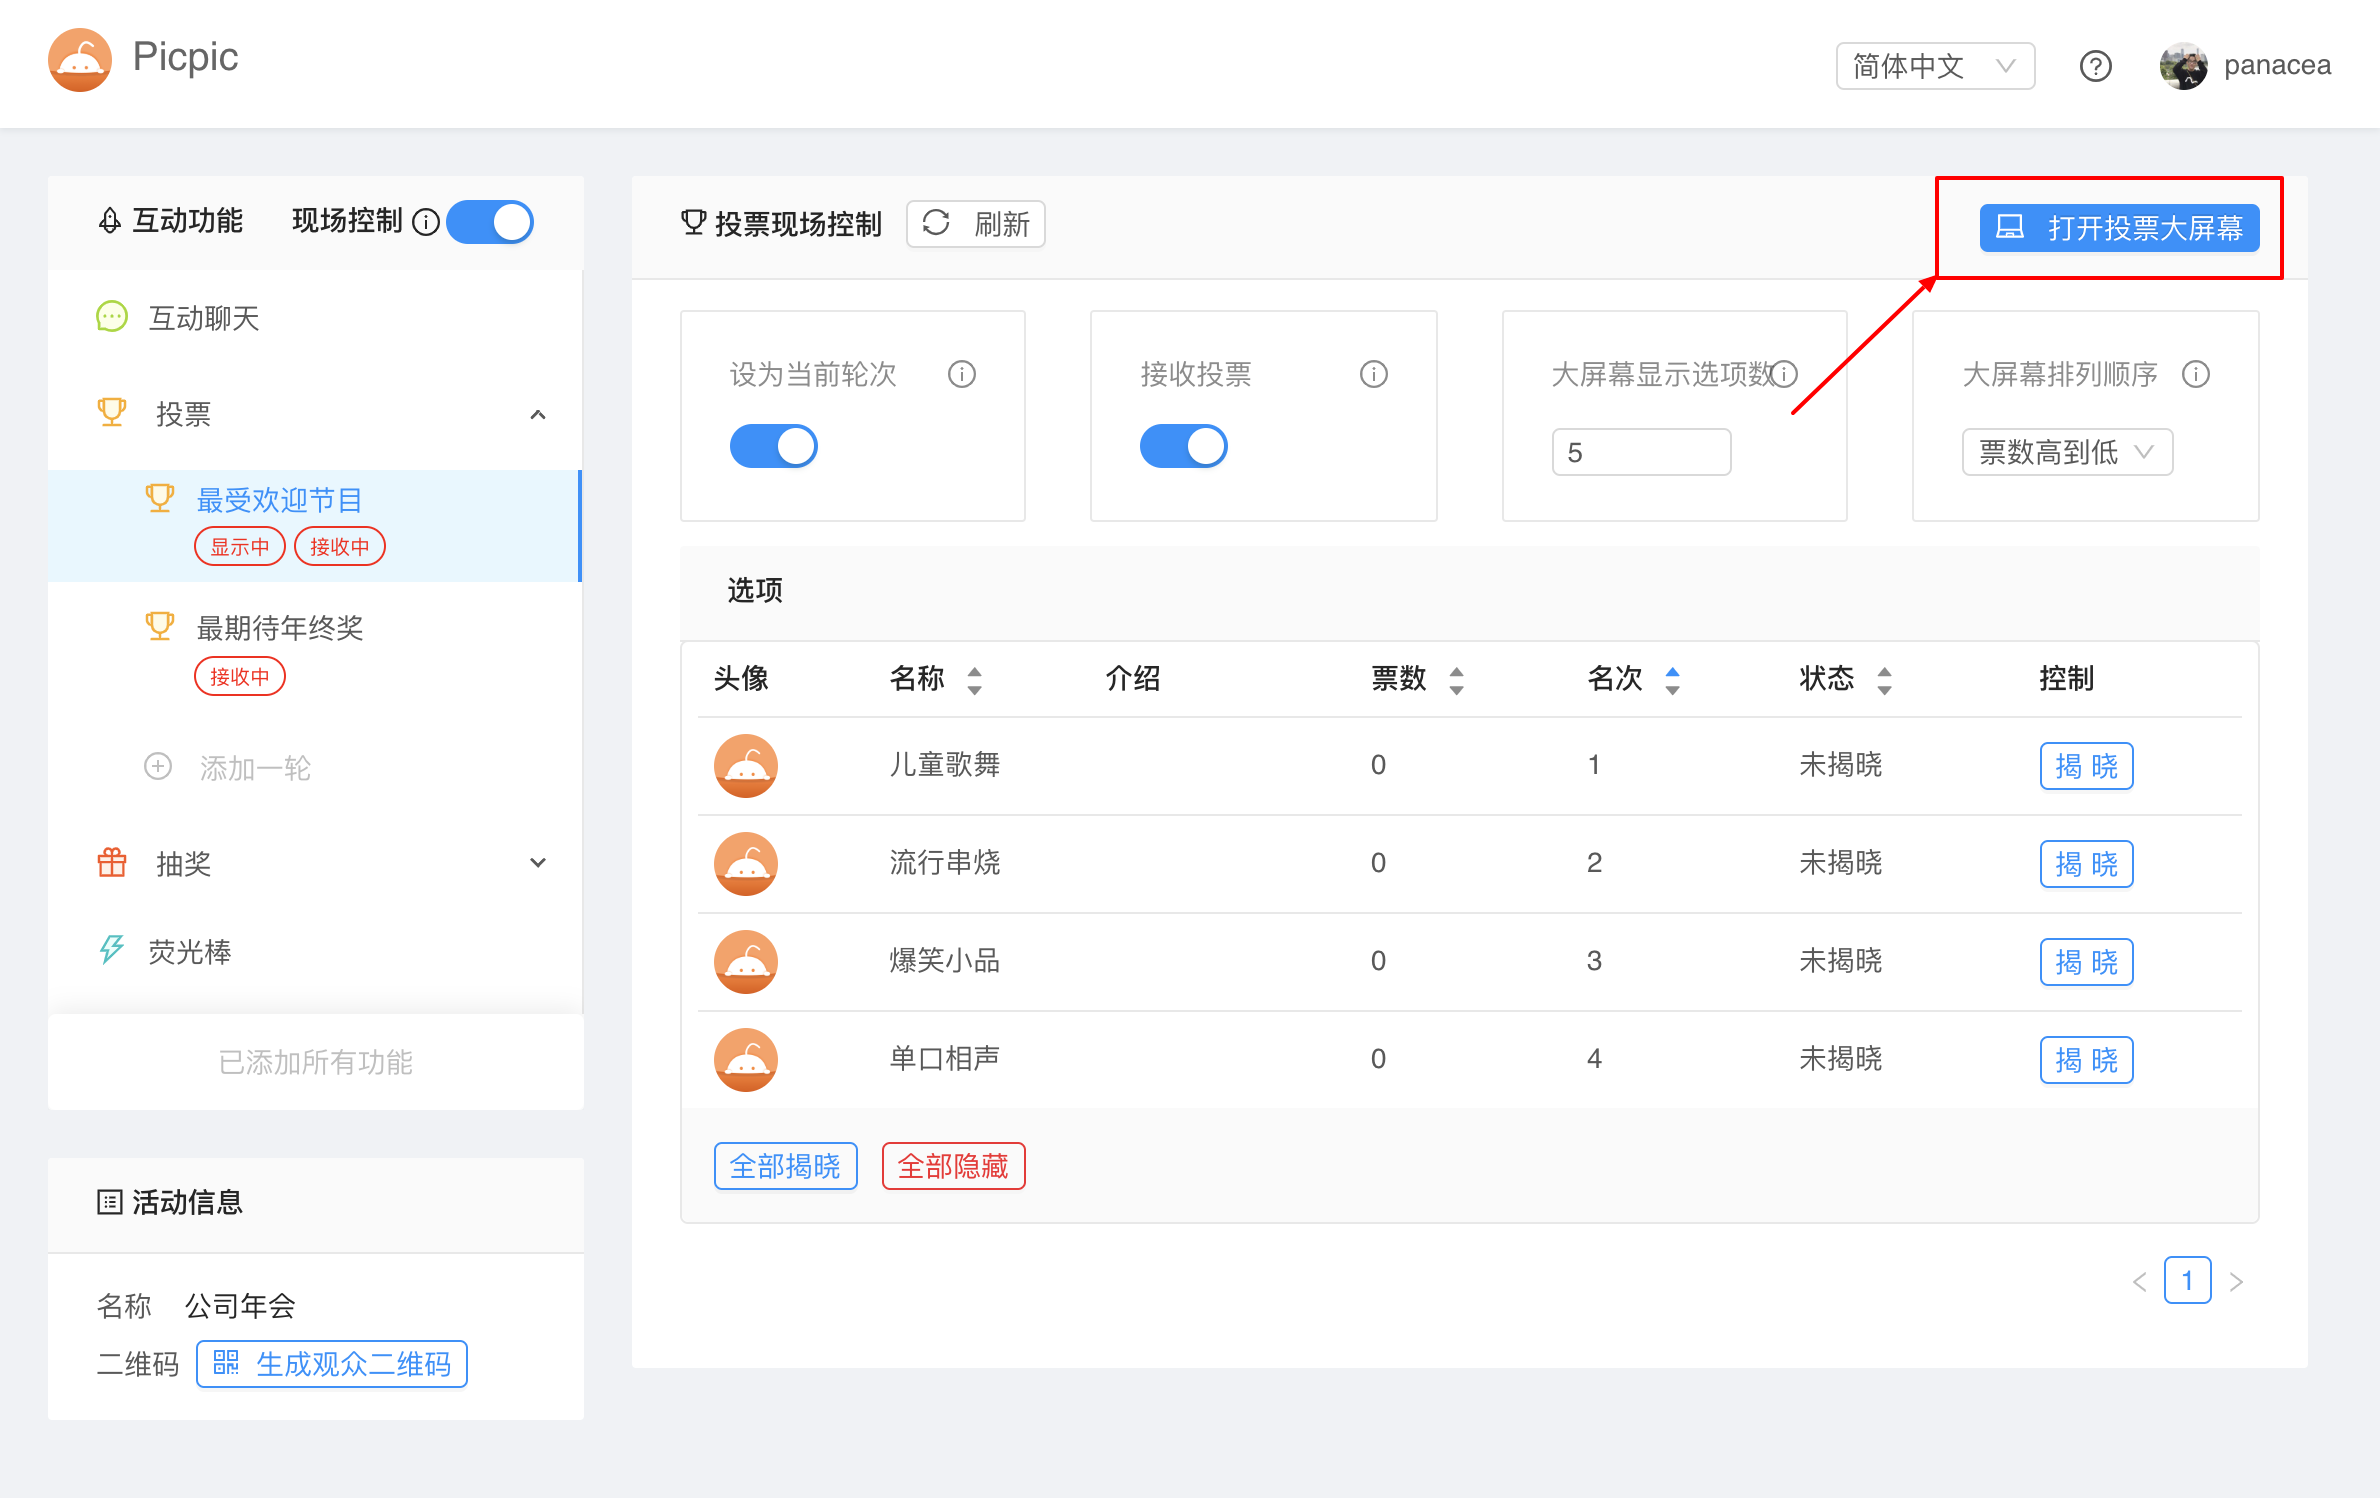 Picpic
简体中文
panacea
互动功能 现场控制
互动聊天
投票
最受欢迎节目
显示中 接收中
最期待年终奖
接收中
添加一轮
抽奖
荧光棒
已添加所有功能
活动信息
名称 公司年会
二维码 生成观众二维码
投票现场控制 刷新 打开投票大屏幕
设为当前轮次 接收投票 大屏幕显示选项数 大屏幕排列顺序
5 票数高到低
选项
头像 名称 介绍 票数 名次 状态 控制
儿童歌舞 0 1 未揭晓 揭 晓
流行串烧 0 2 未揭晓 揭 晓
爆笑小品 0 3 未揭晓 揭 晓
单口相声 0 4 未揭晓 揭 晓
全部揭晓 全部隐藏
1